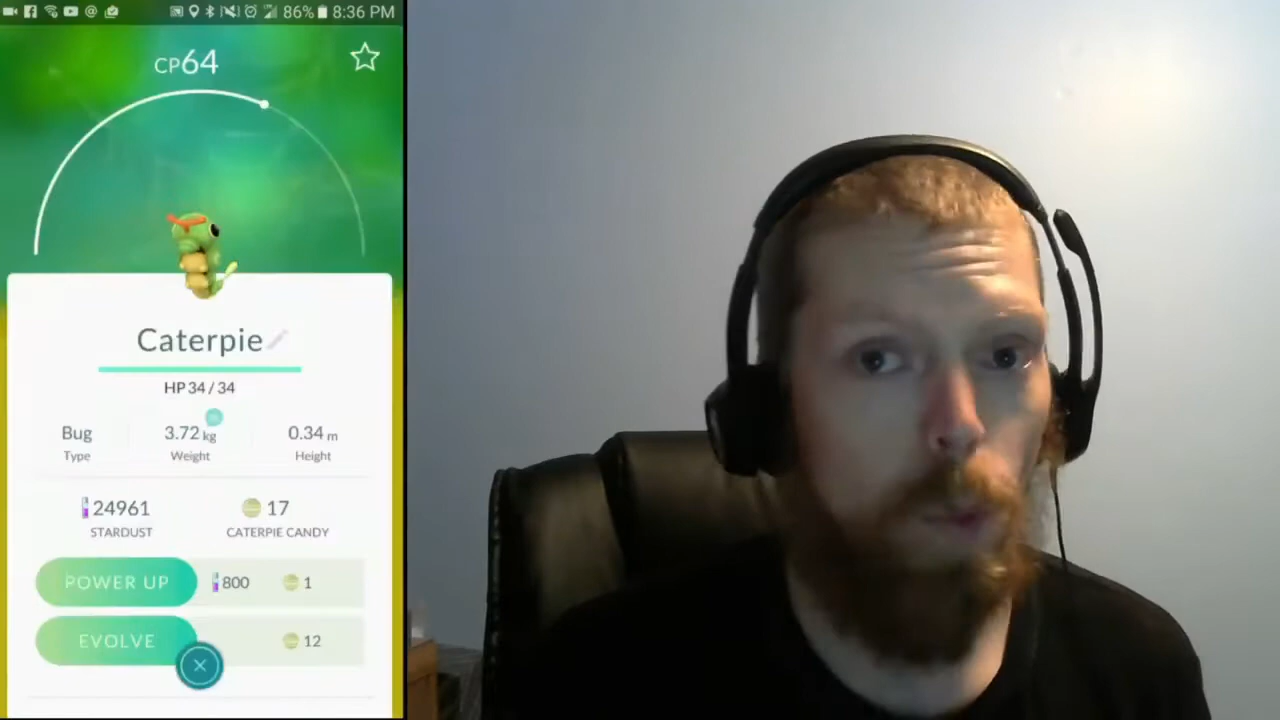 86% 8:36 PM
CP64
Caterpie
HP 34 / 34
Bug 3.72 kg 0.34 m
Type Weight Height
24961 17
STARDUST CATERPIE CANDY
POWER UP 800 1
EVOLVE 12